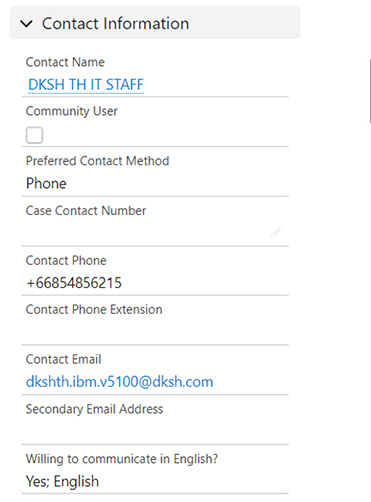 Contact Information
Contact Name
DKSH TH IT STAFF
Community User
Preferred Contact Method
Phone
Case Contact Number
Contact Phone
+66854856215
Contact Phone Extension
Contact Email
dkshth.ibm.v5100@dksh.com
Secondary Email Address
Willing to communicate in English?
Yes; English